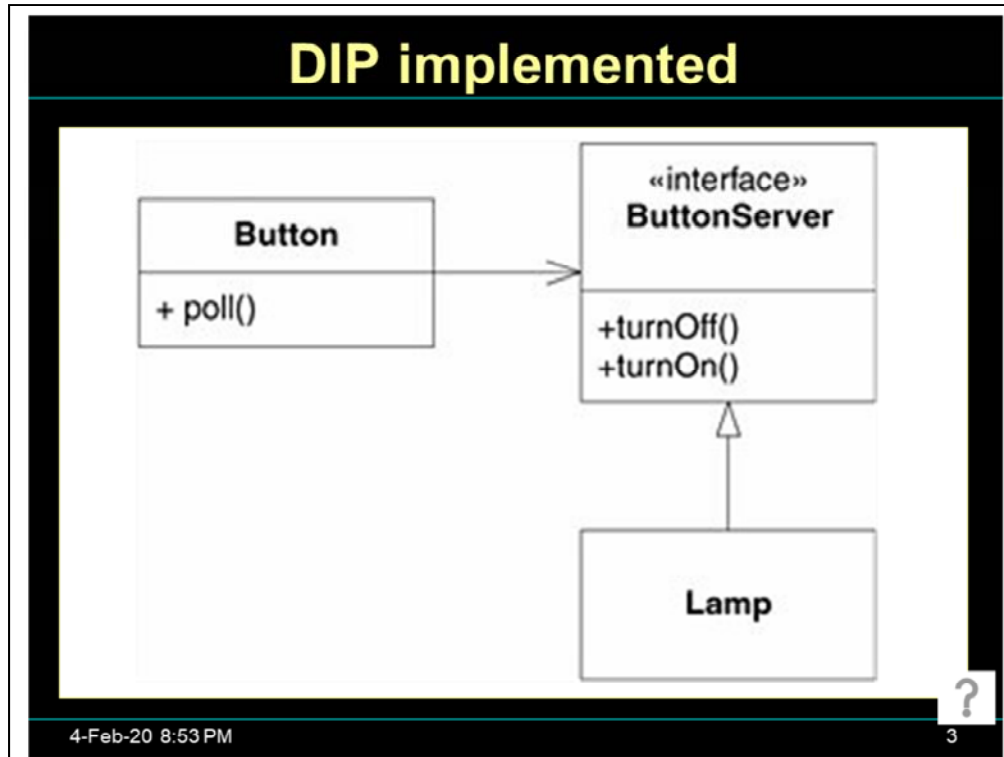 DIP implemented
Button
+ poll()
«interface»
ButtonServer
+turnOff()
+turnOn()
Lamp
?
4-Feb-20 8:53 PM
3